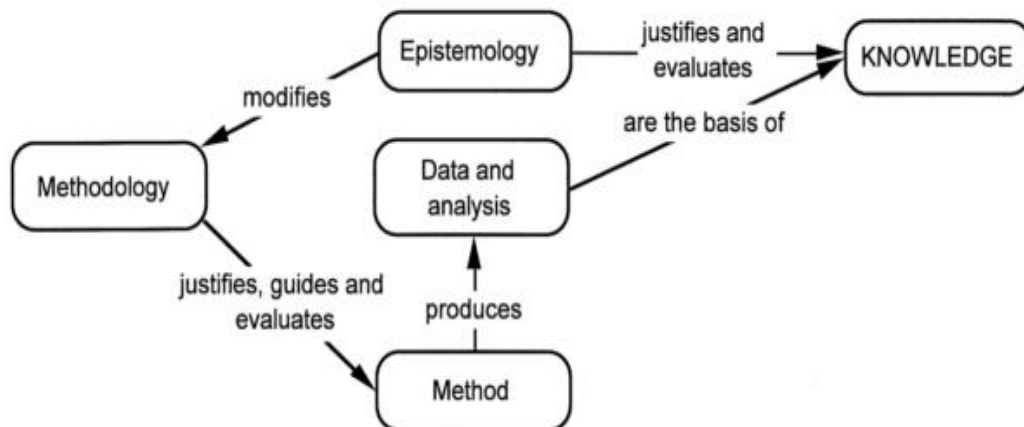 Epistemology
justifies and
evaluates
KNOWLEDGE
modifies
are the basis of
Methodology
Data and
analysis
justifies, guides and
evaluates
produces
Method